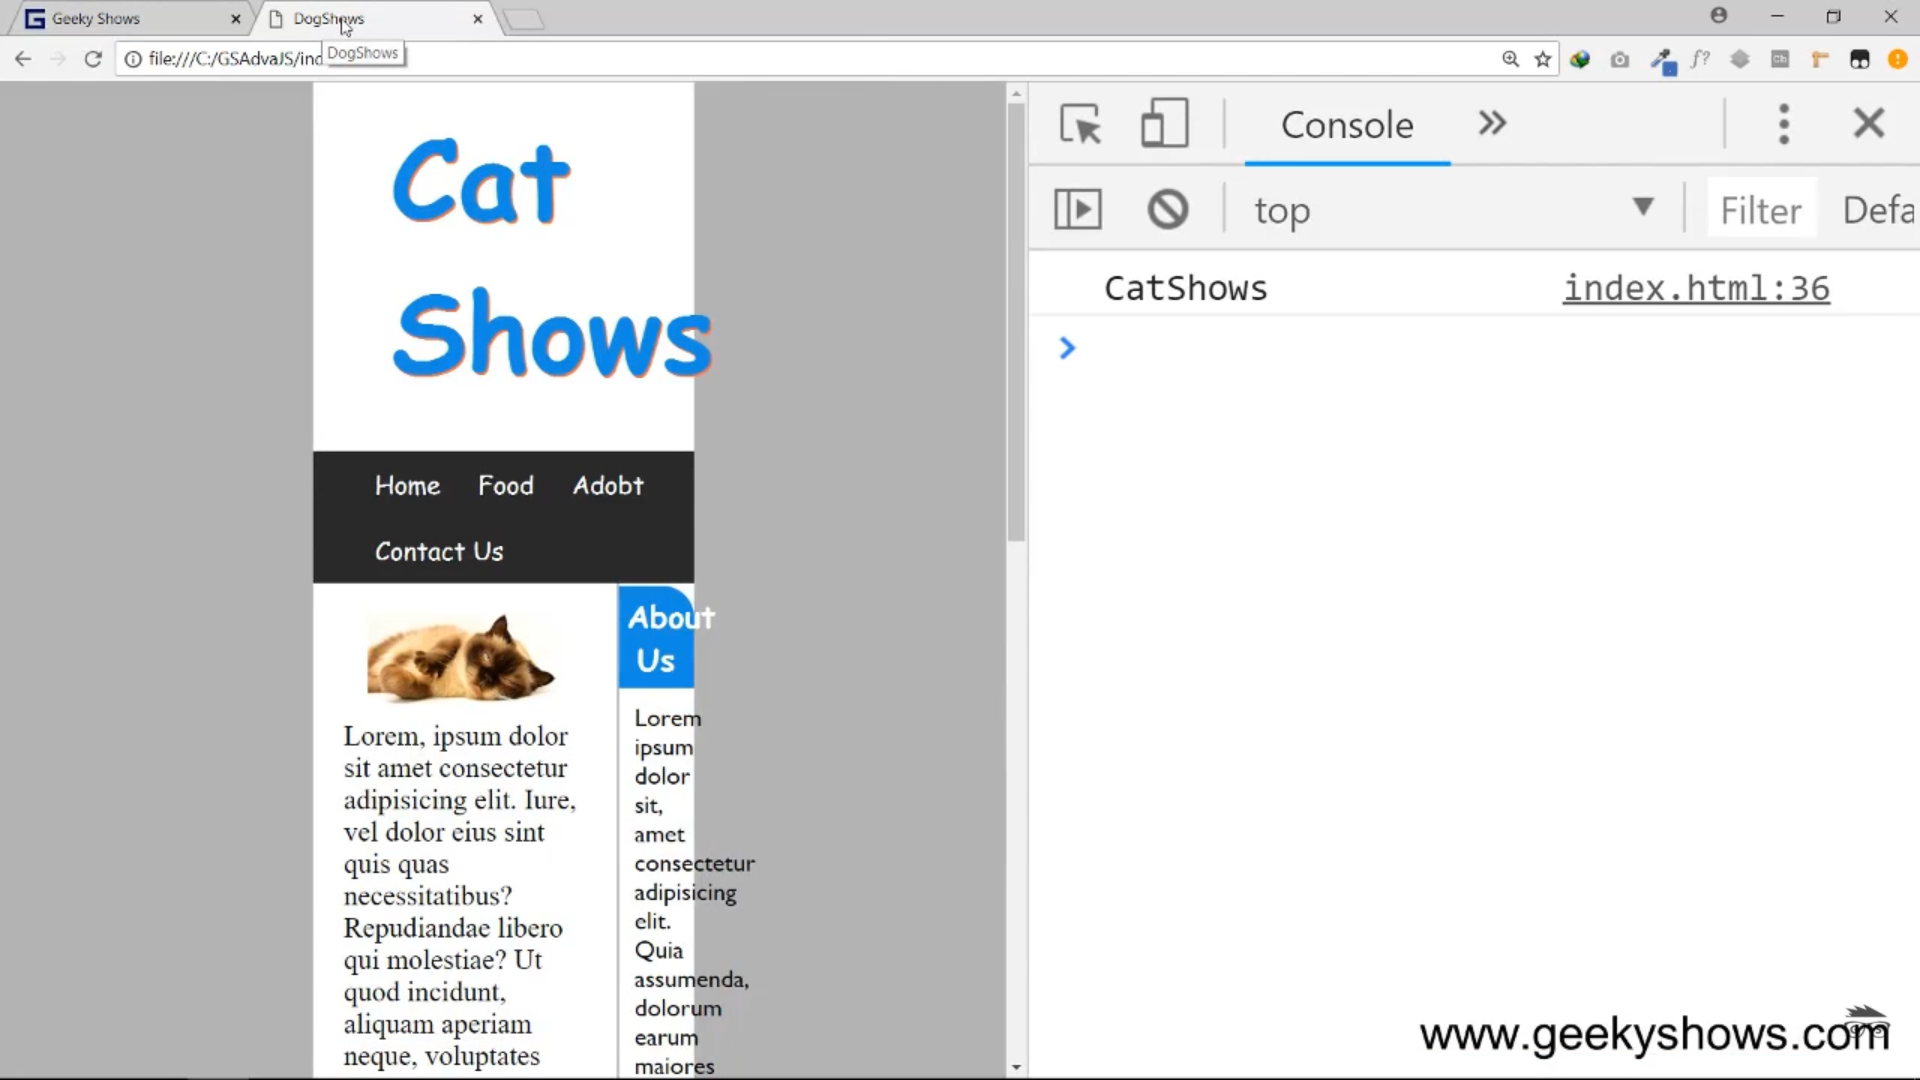 Geeky Shows
DogShows
file:///C:/GSAdvaJS/ind
DogShows
Cat
Shows
Home Food Adobt
Contact Us
Lorem, ipsum dolor
sit amet consectetur
adipisicing elit. Iure,
vel dolor eius sint
quis quas
necessitatibus?
Repudiandae libero
qui molestiae? Ut
quod incidunt,
aliquam aperiam
neque, voluptates
About
Us
Lorem
ipsum
dolor
sit,
amet
consectetur
adipisicing
elit.
Quia
assumenda,
dolorum
earum
maiores
Console
top
Filter
Defa
CatShows index.html:36
www.geekyshows.com